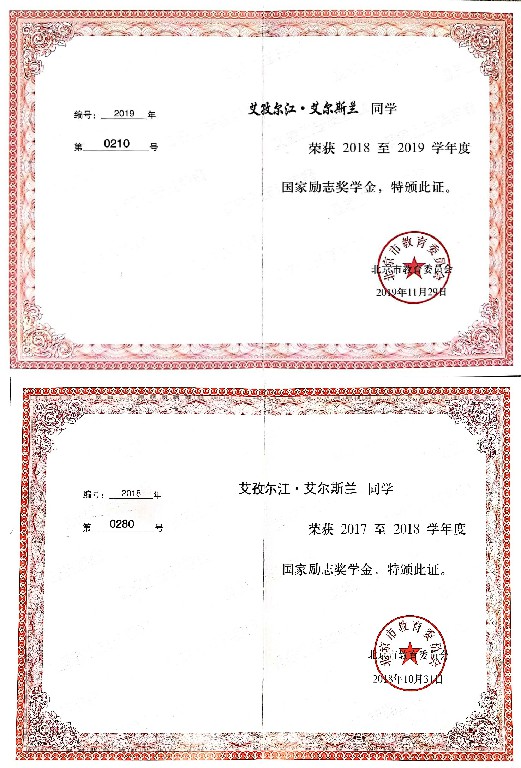 编号： 2019 年
第 0210 号
艾孜尔江·艾尔斯兰 同学
荣获 2018 至 2019 学年度
国家励志奖学金，特颁此证。
北京市教育委员会
北京市教育委员会
2019年11月29日
编号： 2018 年
第 0280 号
艾孜尔江·艾尔斯兰 同学
荣获 2017 至 2018 学年度
国家励志奖学金，特颁此证。
北京市教育委员会
北京市教育委员会
2018年10月31日